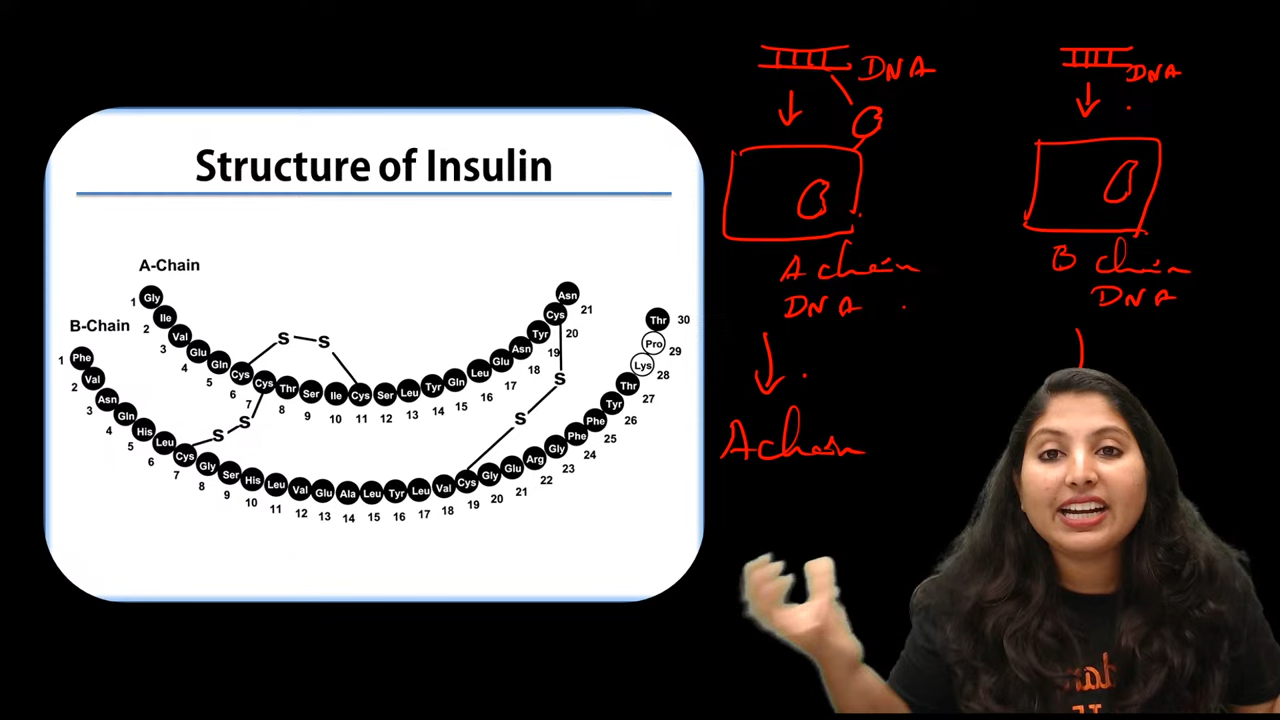 Structure of Insulin
A-Chain
1 Gly
2 Ile
3 Val
4 Glu
5 Gln
6 Cys
7 Cys
8 Thr
9 Ser
10 Ile
11 Cys
12 Ser
13 Leu
14 Tyr
15 Gln
16 Leu
17 Glu
18 Asn
19 Tyr
20 Cys
21 Asn
S S
S S
S
S
B-Chain
1 Phe
2 Val
3 Asn
4 Gln
5 His
6 Leu
7 Cys
8 Gly
9 Ser
10 His
11 Leu
12 Val
13 Glu
14 Ala
15 Leu
16 Tyr
17 Leu
18 Val
19 Cys
20 Gly
21 Glu
22 Arg
23 Gly
24 Phe
25 Phe
26 Tyr
27 Thr
28 Lys
29 Pro
30 Thr
DNA
A chain
DNA
A chain
DNA
B chain
DNA